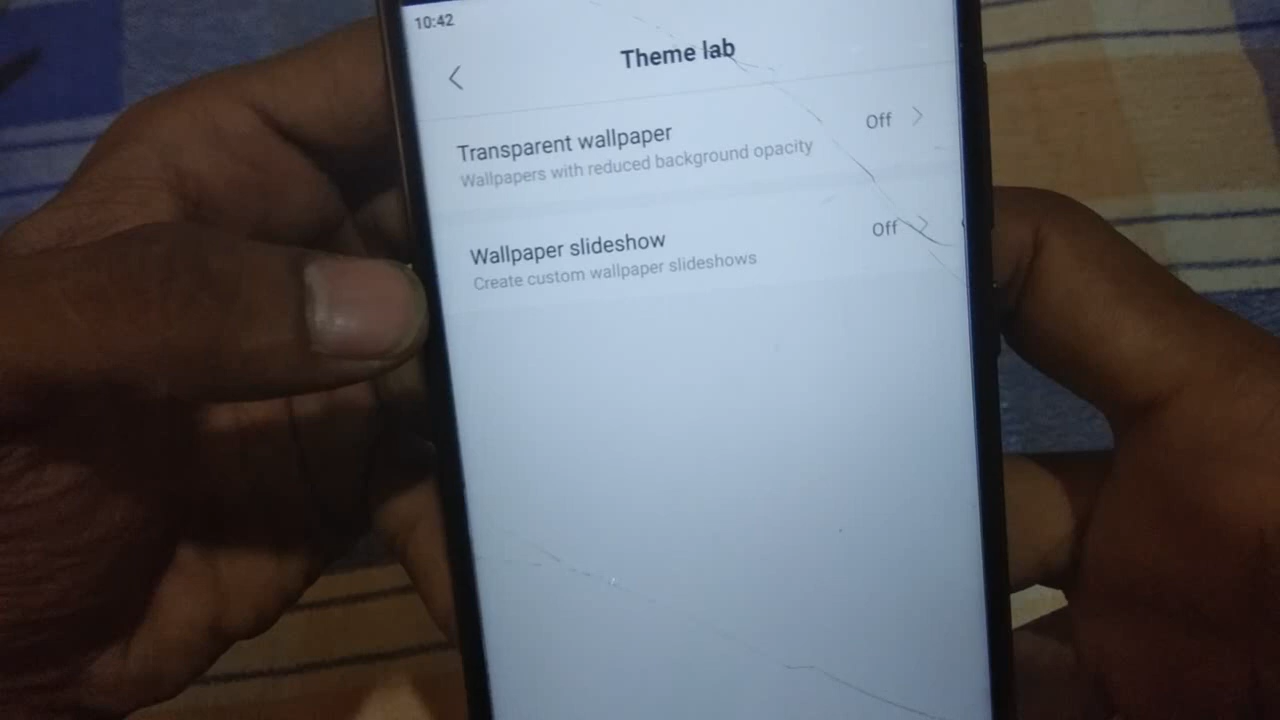 10:42
Theme lab
Transparent wallpaper
Off
Wallpapers with reduced background opacity
Wallpaper slideshow
Off
Create custom wallpaper slideshows